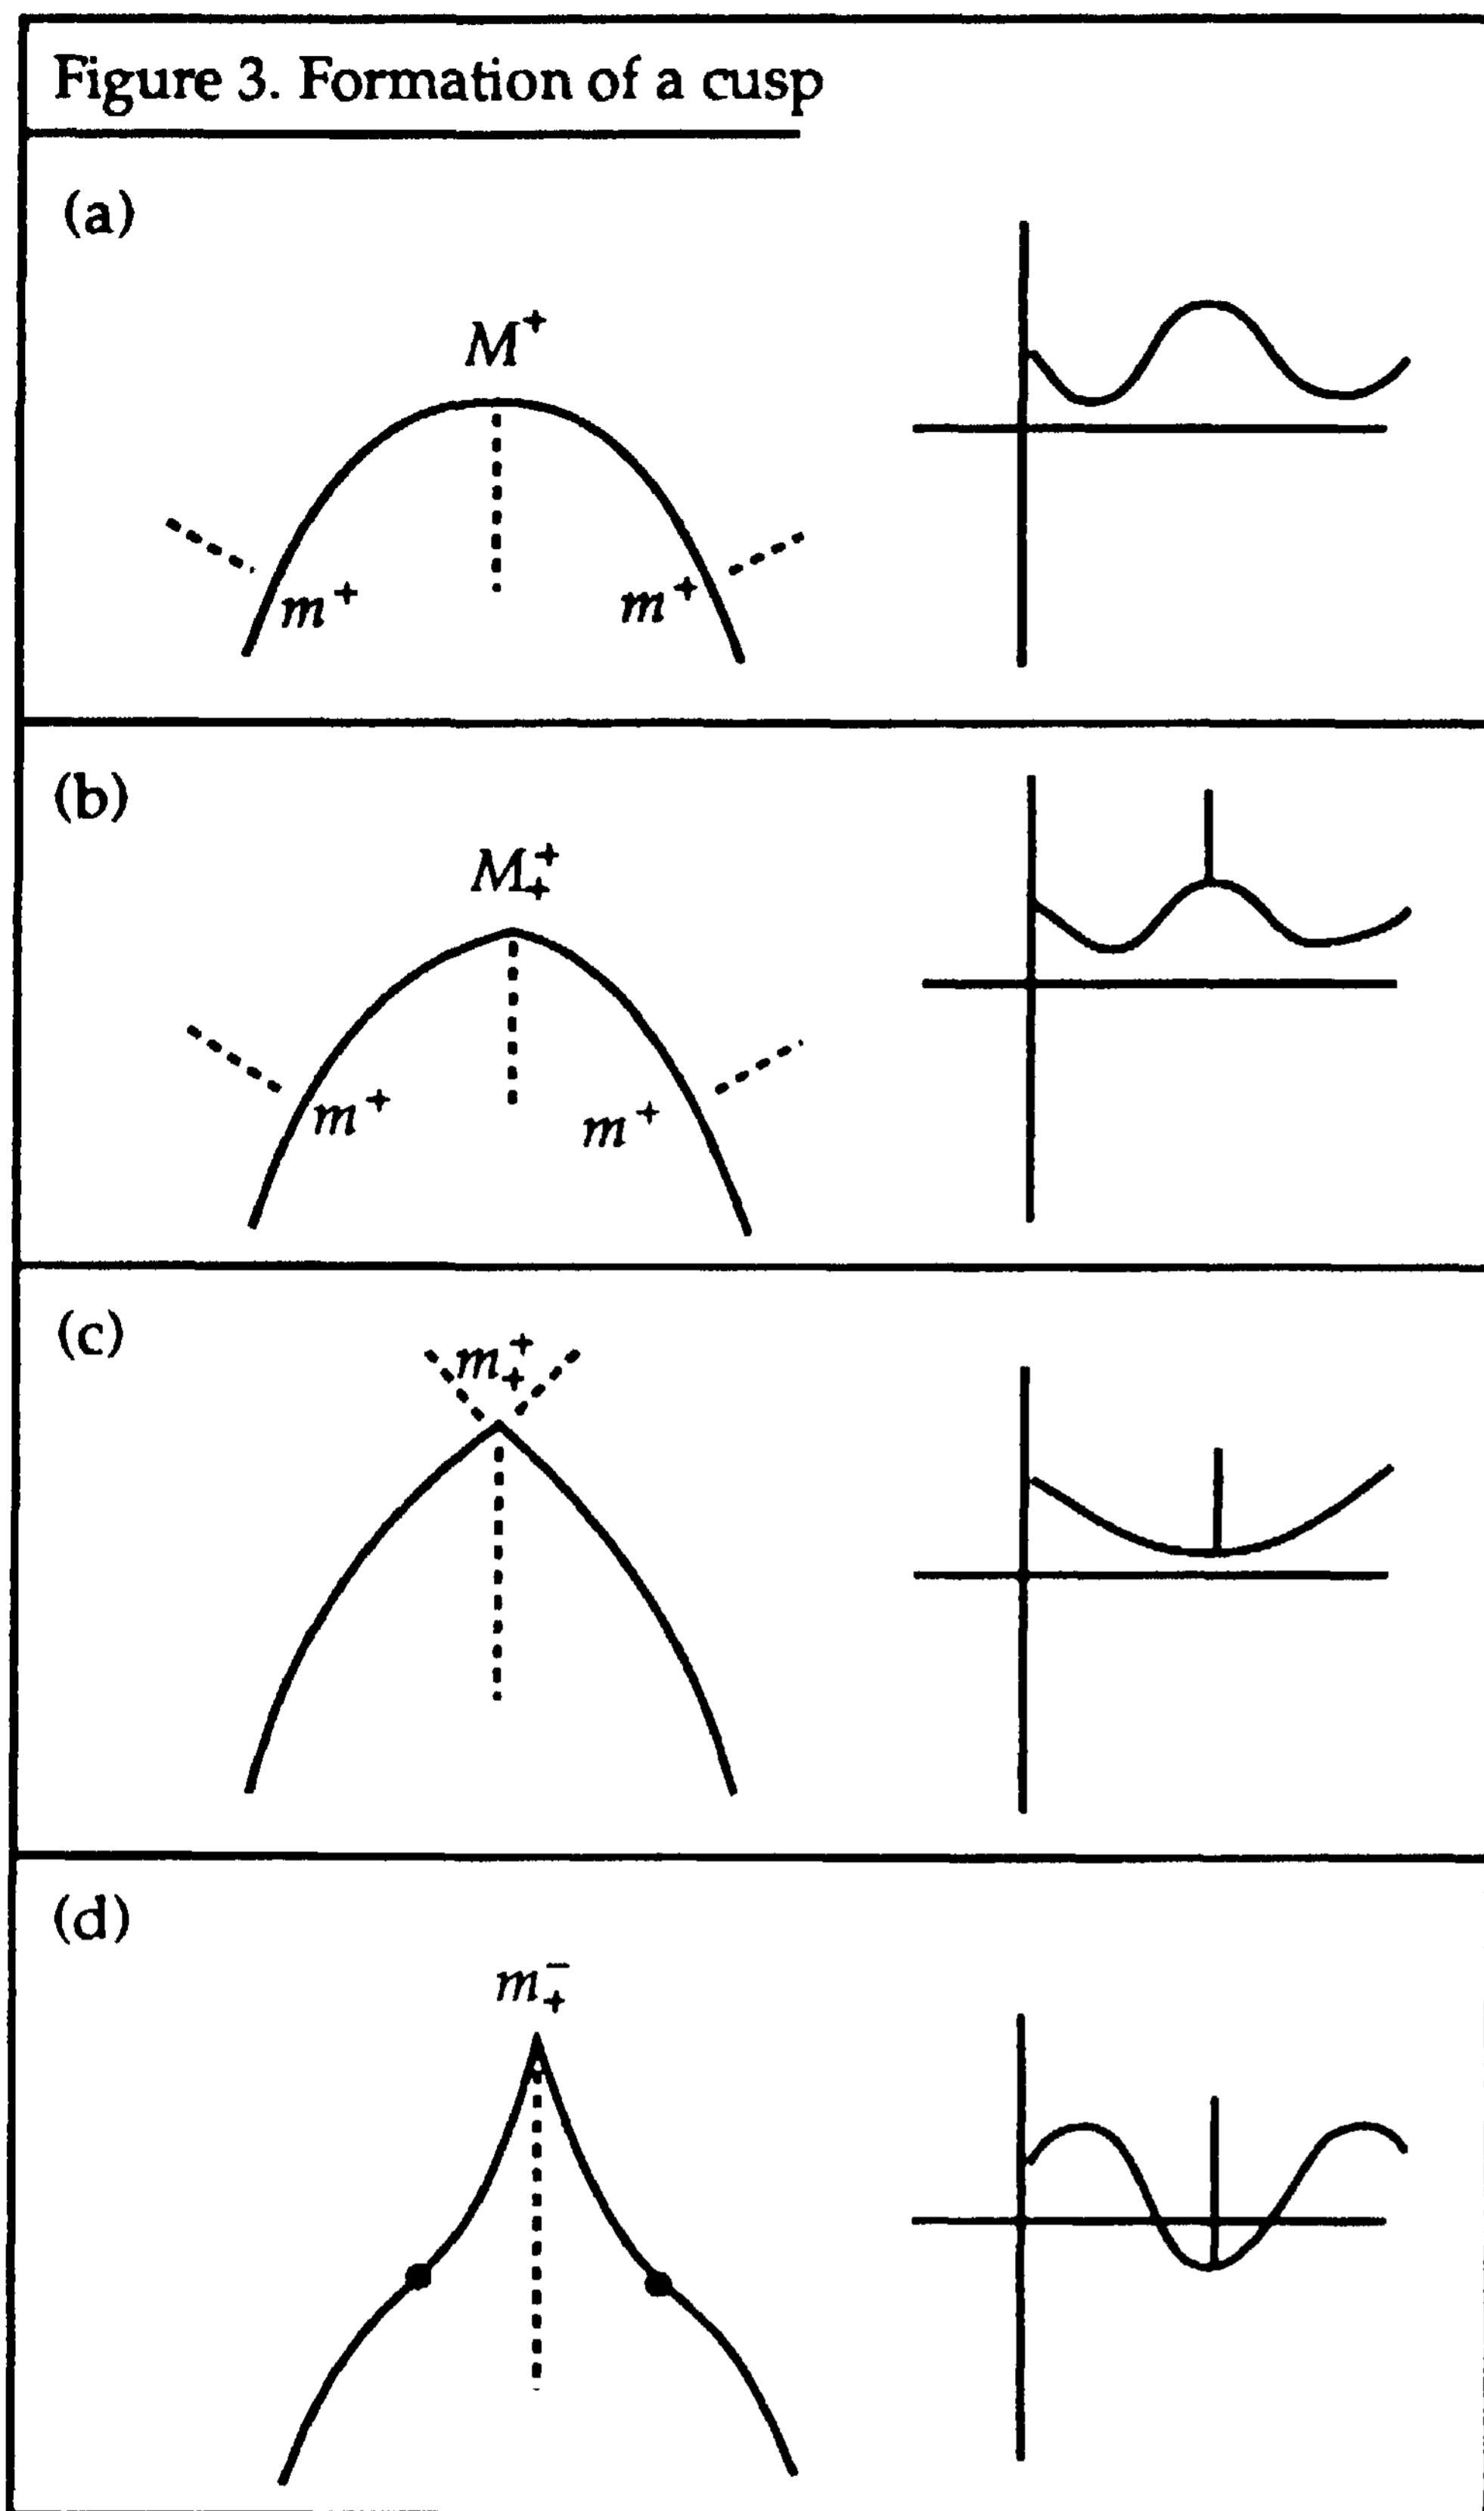 Figure 3. Formation of a cusp
(a)
M⁺
m⁺ m⁺
(b)
M⁺₊
m⁺ m⁺
(c)
m⁺₊
(d)
m⁻₊